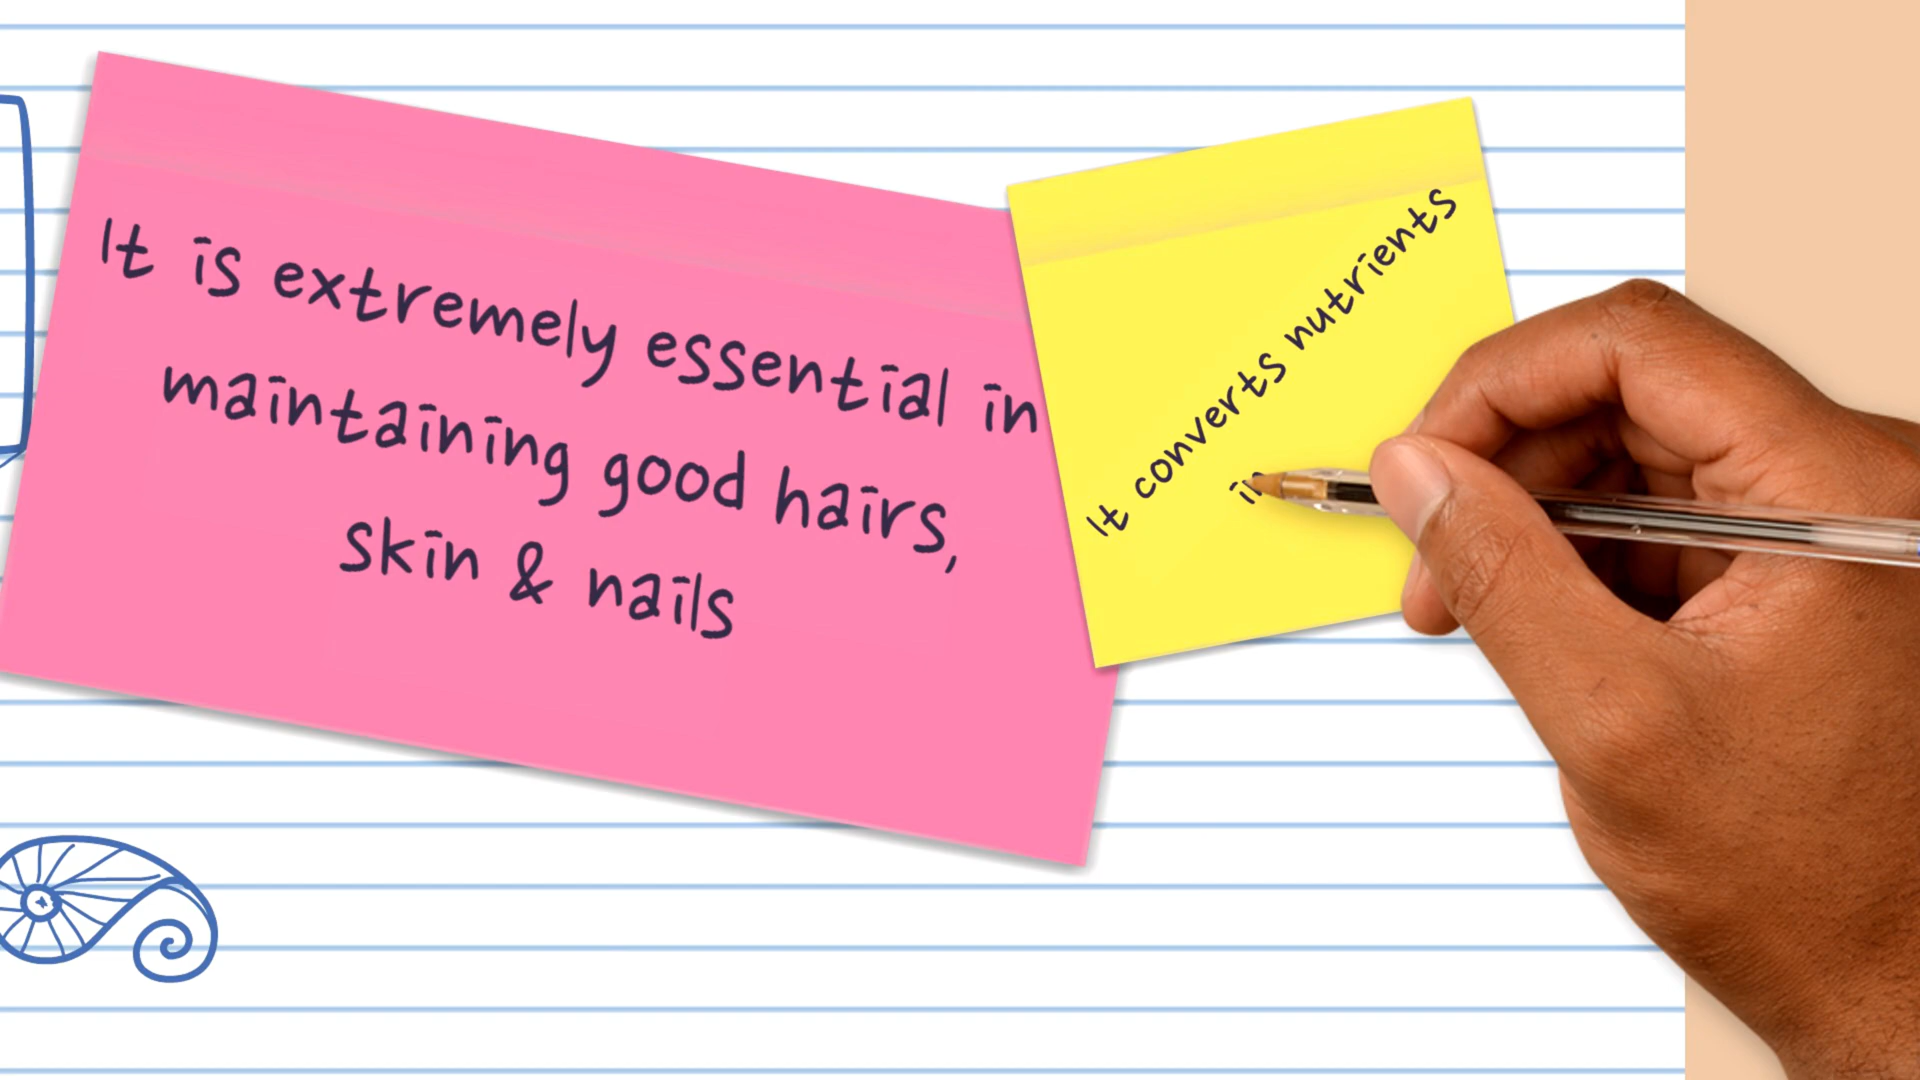 It is extremely essential in
maintaining good hairs,
skin & nails
It converts nutrients